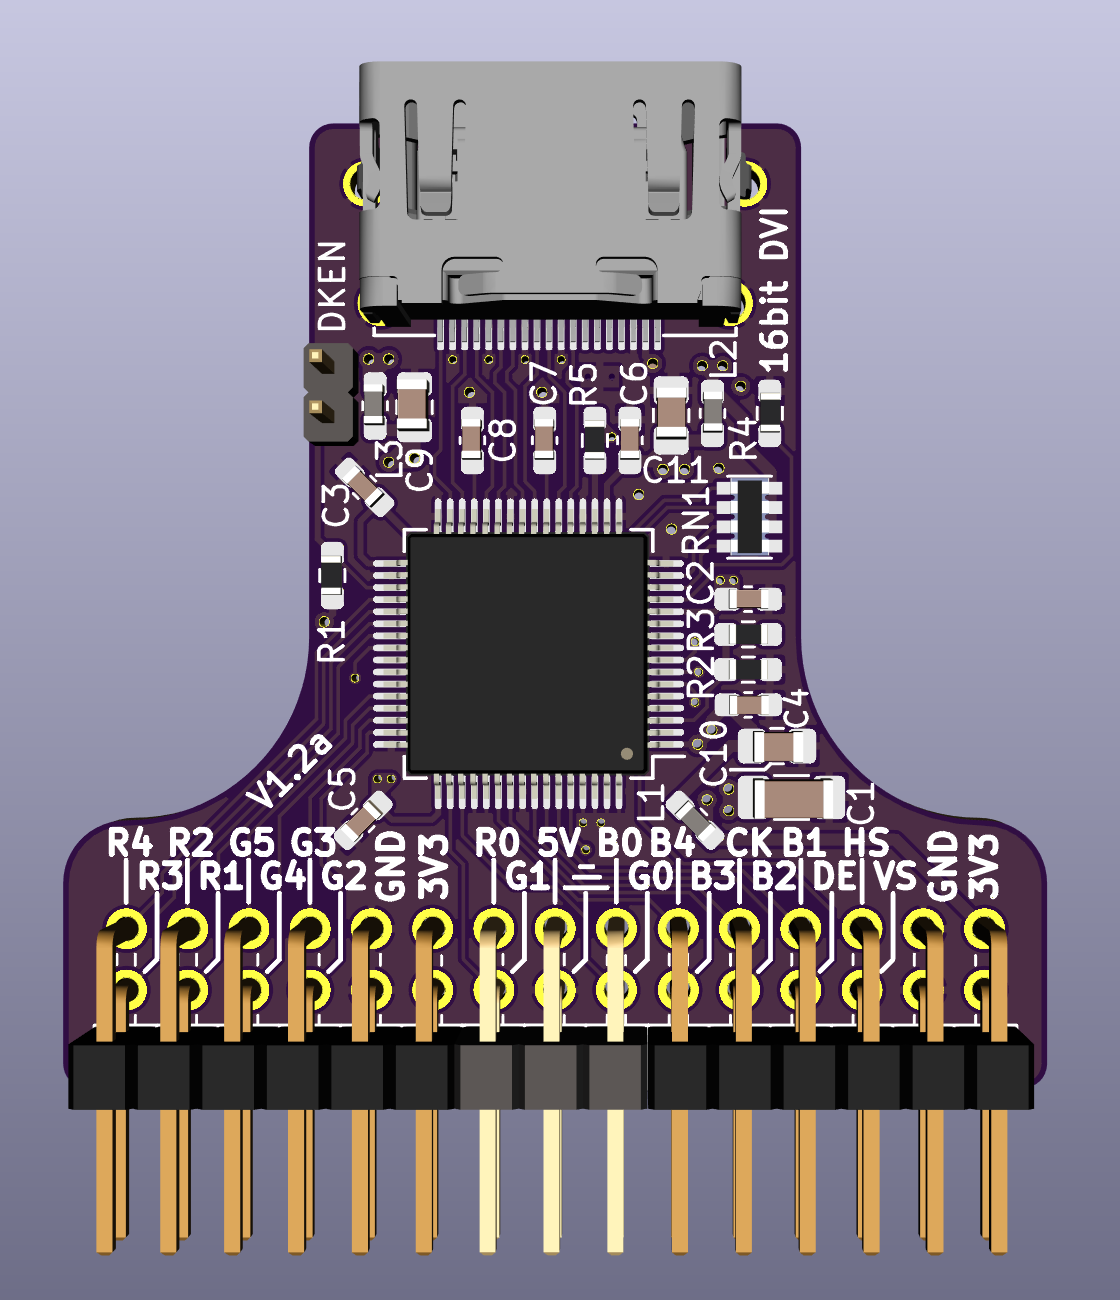 16bit DVI
DKEN
L2
C7
R5
C6
R4
C8
L3
C9
C11
C3
RN1
C2
R1
R3
R2
C4
C10
V1.2a
C5
L1
C1
R4 R2 G5 G3 GND 3V3 R0 5V B0 B4 CK B1 HS GND 3V3
R3 R1 G4 G2 G1 G0 B3 B2 DE VS